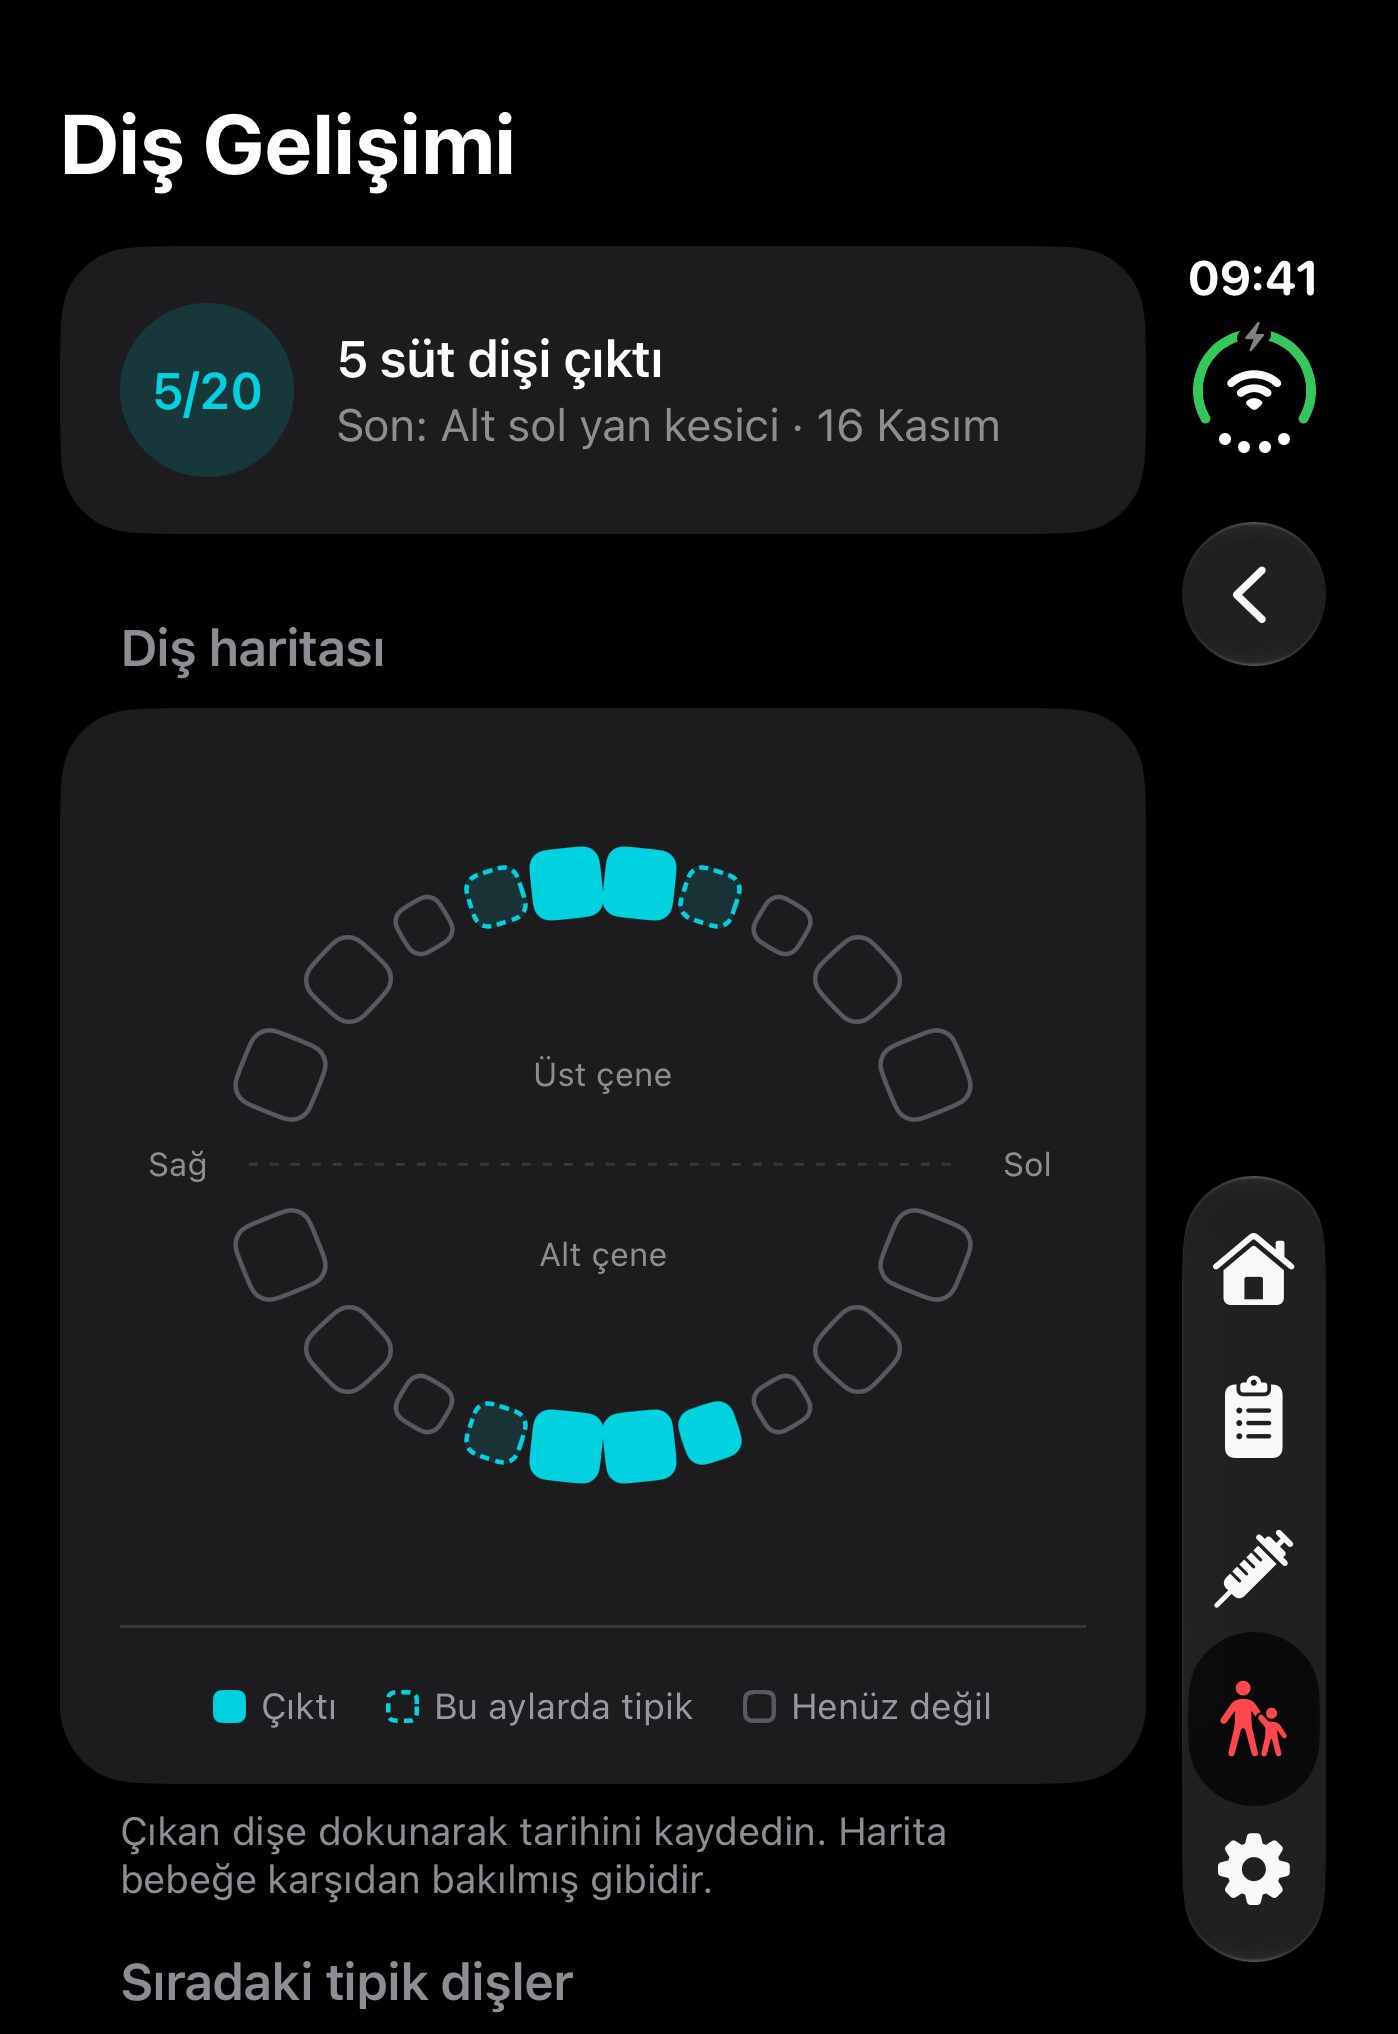 Diş Gelişimi
09:41
5/20
5 süt dişi çıktı
Son: Alt sol yan kesici · 16 Kasım
Diş haritası
Üst çene
Sağ
Sol
Alt çene
Çıktı
Bu aylarda tipik
Henüz değil
Çıkan dişe dokunarak tarihini kaydedin. Harita
bebeğe karşıdan bakılmış gibidir.
Sıradaki tipik dişler